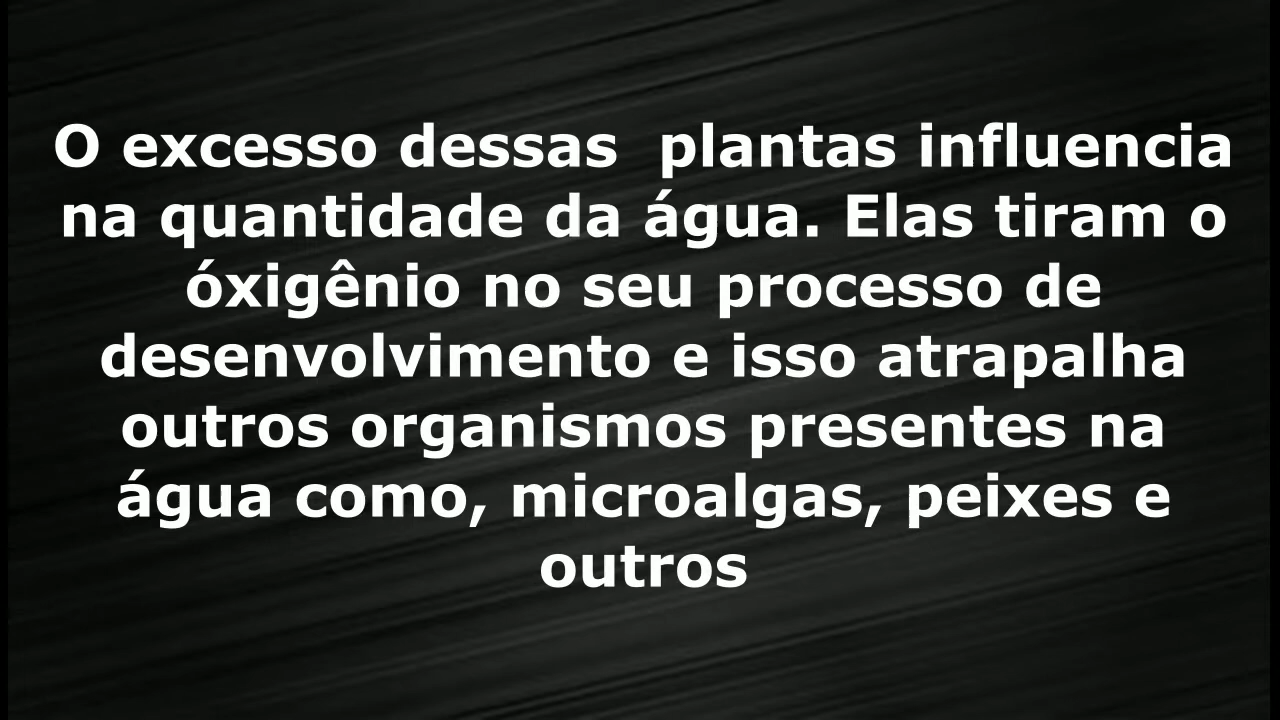 O excesso dessas  plantas influencia
na quantidade da água. Elas tiram o
óxigênio no seu processo de
desenvolvimento e isso atrapalha
outros organismos presentes na
água como, microalgas, peixes e
outros